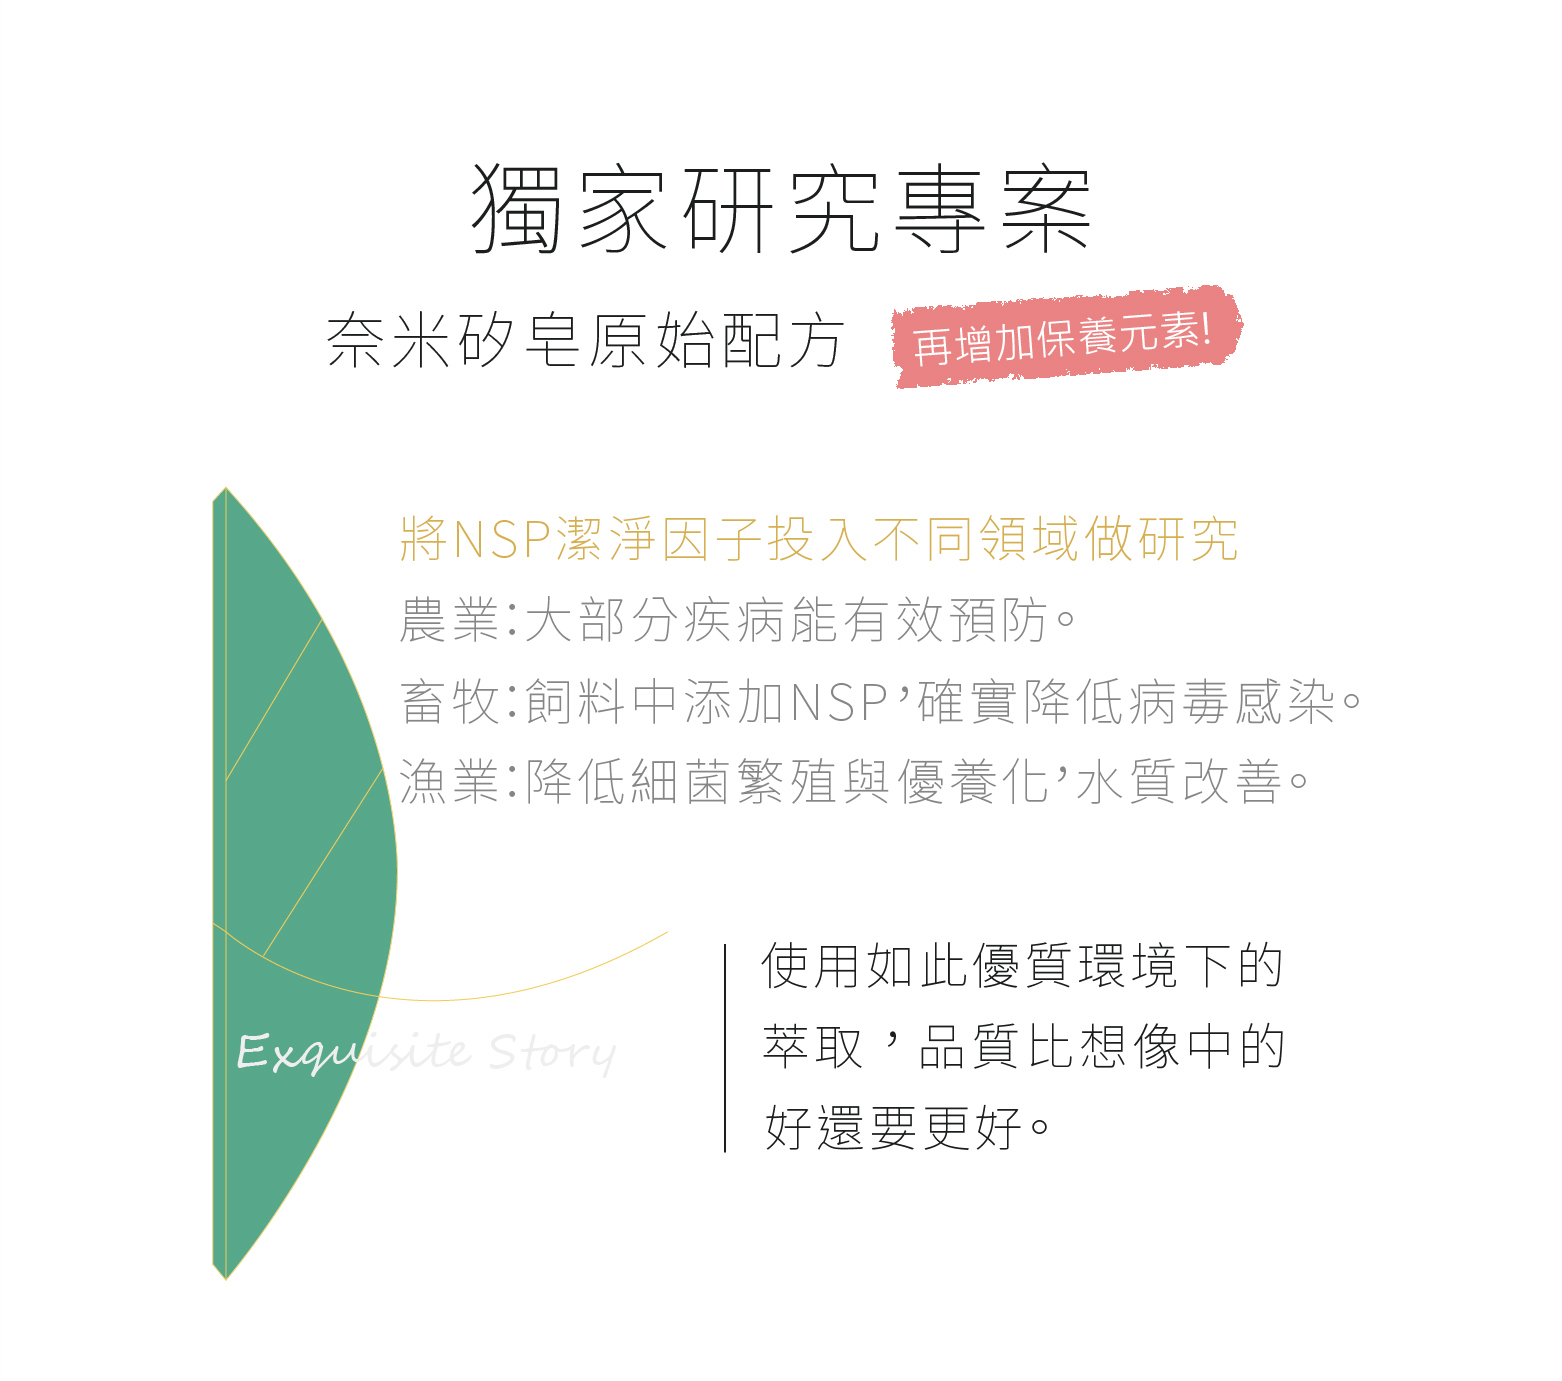 獨家研究專案
奈米矽皂原始配方
再增加保養元素!
將NSP潔淨因子投入不同領域做研究
農業：大部分疾病能有效預防。
畜牧：飼料中添加NSP，確實降低病毒感染。
漁業：降低細菌繁殖與優養化，水質改善。
使用如此優質環境下的
萃取，品質比想像中的
好還要更好。
Exquisite Story